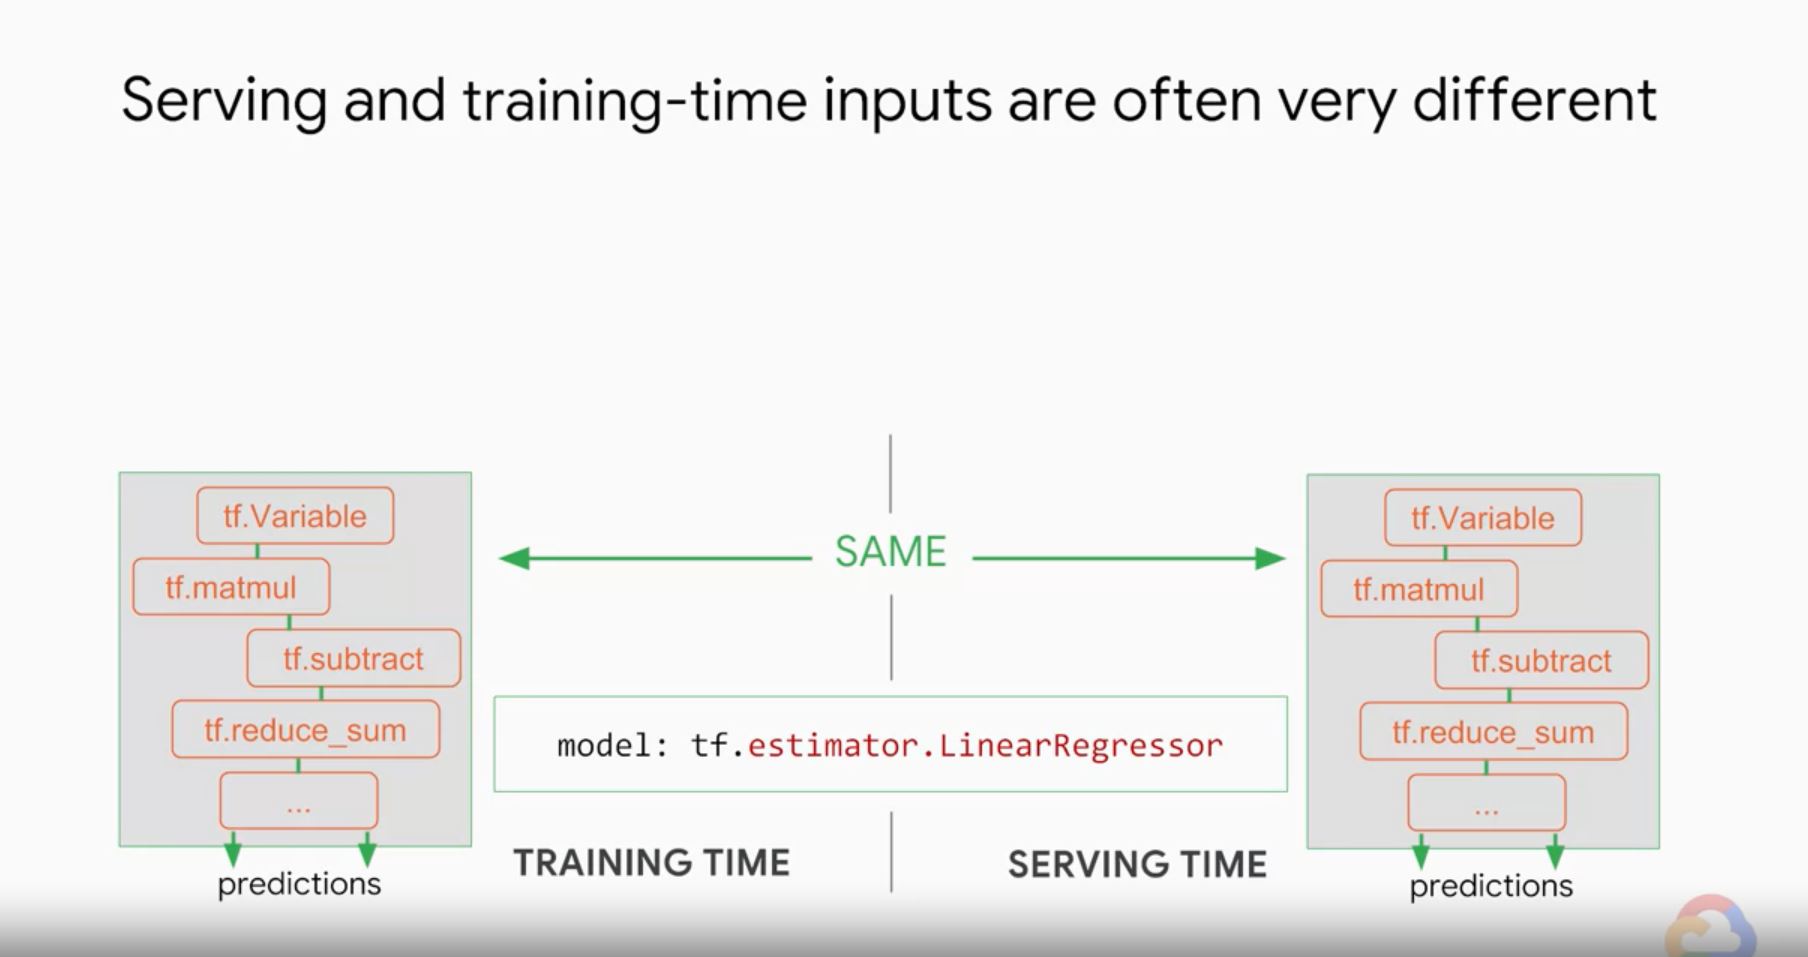 Serving and training-time inputs are often very different
tf.Variable
tf.matmul
tf.subtract
tf.reduce_sum
...
predictions
SAME
model: tf.estimator.LinearRegressor
TRAINING TIME
SERVING TIME
tf.Variable
tf.matmul
tf.subtract
tf.reduce_sum
...
predictions